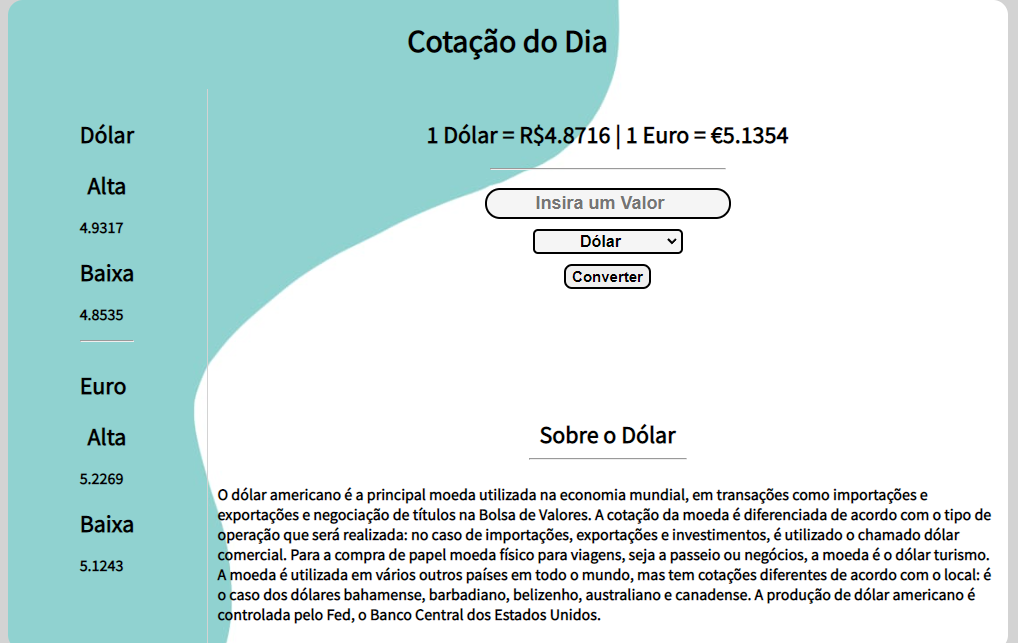 Cotação do Dia
Dólar
Alta
4.9317
Baixa
4.8535
Euro
Alta
5.2269
Baixa
5.1243
1 Dólar = R$4.8716 | 1 Euro = €5.1354
Insira um Valor
Dólar
Converter
Sobre o Dólar
O dólar americano é a principal moeda utilizada na economia mundial, em transações como importações e
exportações e negociação de títulos na Bolsa de Valores. A cotação da moeda é diferenciada de acordo com o tipo de
operação que será realizada: no caso de importações, exportações e investimentos, é utilizado o chamado dólar
comercial. Para a compra de papel moeda físico para viagens, seja a passeio ou negócios, a moeda é o dólar turismo.
A moeda é utilizada em vários outros países em todo o mundo, mas tem cotações diferentes de acordo com o local: é
o caso dos dólares bahamense, barbadiano, belizenho, australiano e canadense. A produção de dólar americano é
controlada pelo Fed, o Banco Central dos Estados Unidos.